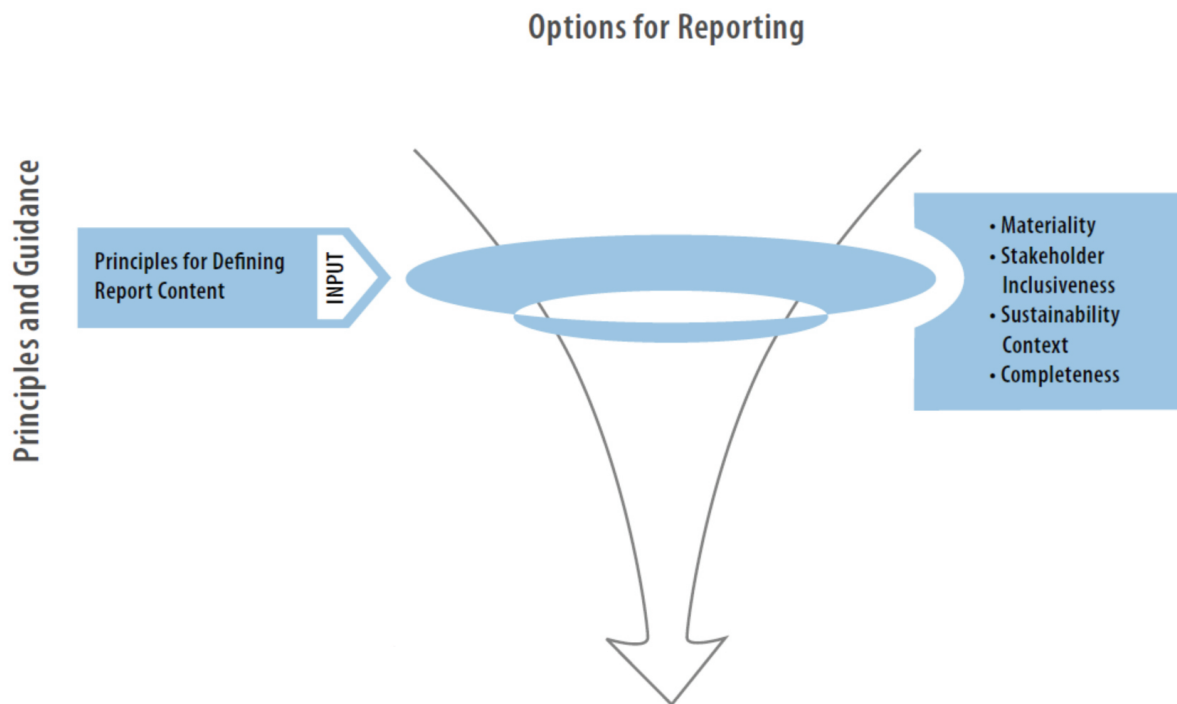 Options for Reporting
Principles and Guidance
Principles for Defining
Report Content
INPUT
• Materiality
• Stakeholder
Inclusiveness
• Sustainability
Context
• Completeness